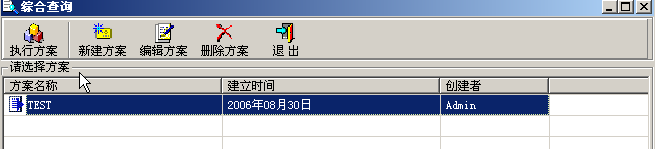 綜合查询
执行方案 新建方案 编辑方案 删除方案 退 出
请选择方案
方案名称 建立时间 创建者
TEST 2006年08月30日 Admin